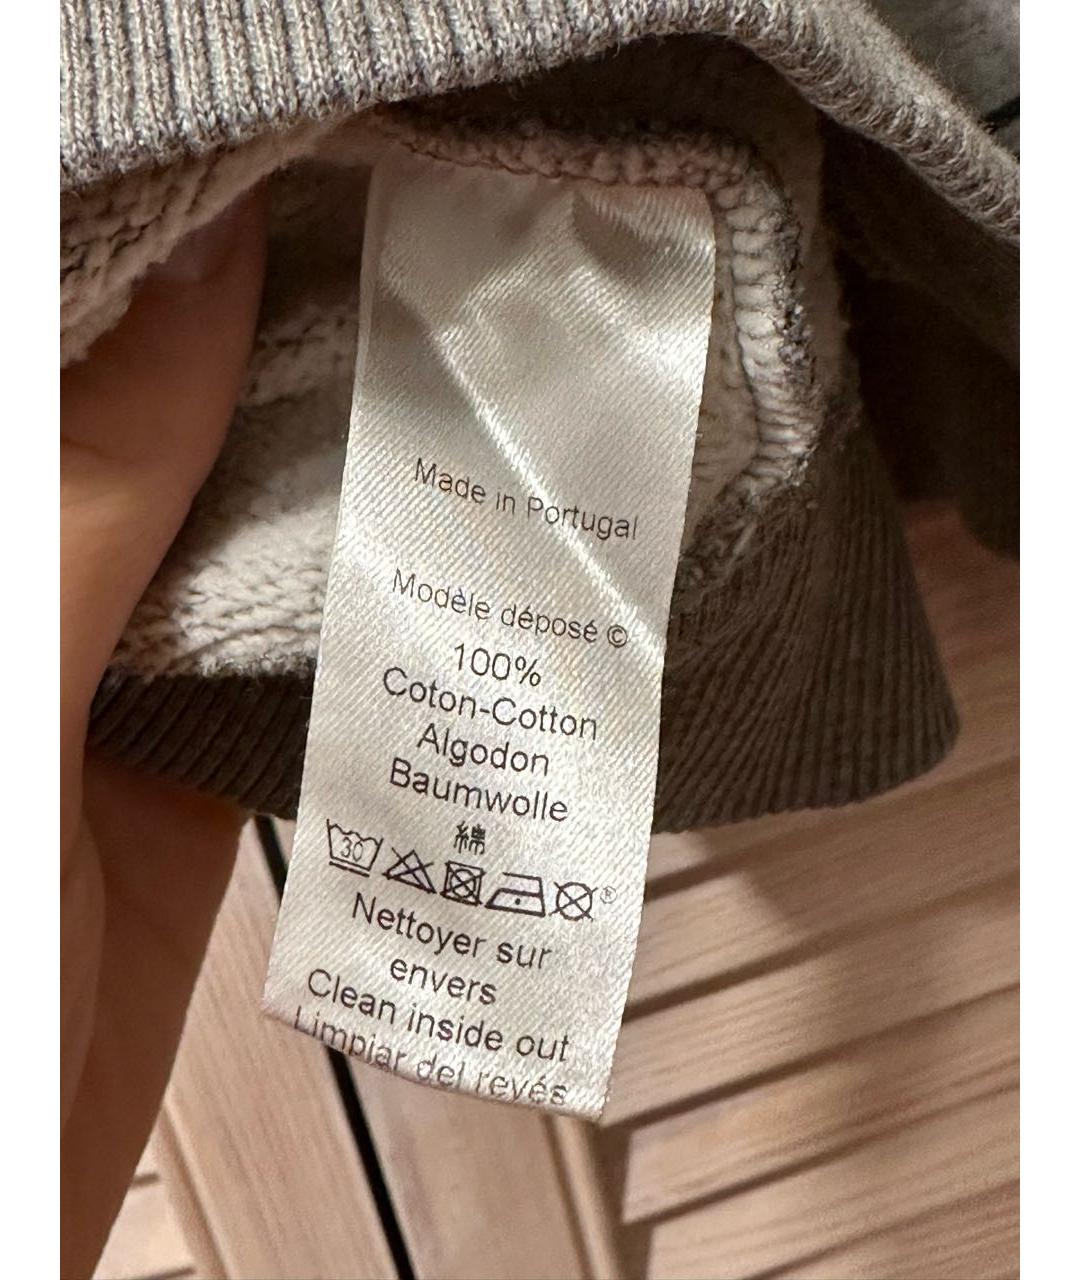 Made in Portugal
Modèle déposé ©
100%
Coton-Cotton
Algodon
Baumwolle
綿
30 ®
Nettoyer sur
envers
Clean inside out
Limpiar del revés